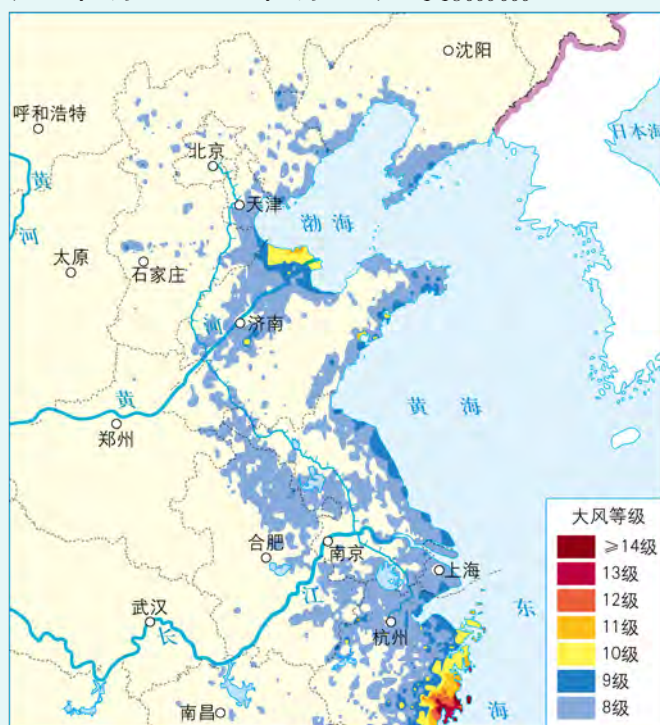 沈阳
呼和浩特
日本海
北京
黄
河
天津
渤海
太原
石家庄
河
济南
黄
黄海
郑州
大风等级
≥14级
13级
12级
11级
10级
9级
8级
合肥
南京
上海
江
武汉
长
杭州
东
海
南昌